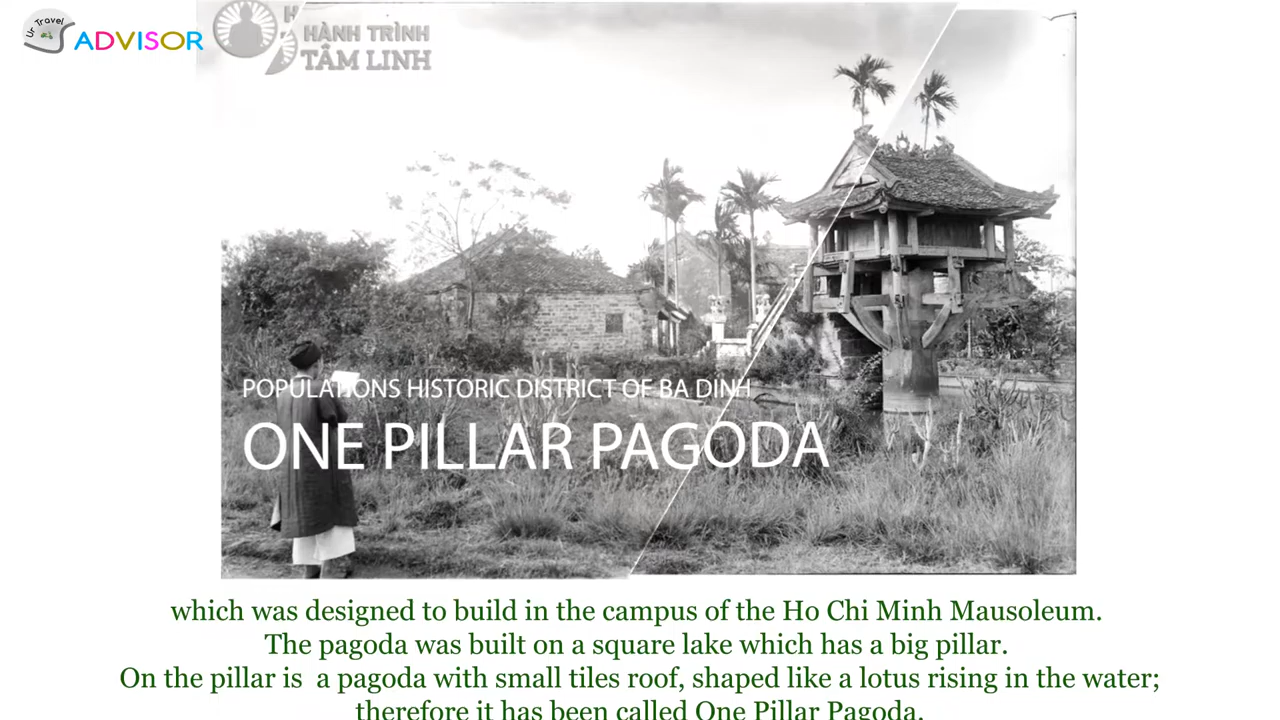 Ur Travel
ADVISOR
HÀNH TRÌNH
TÂM LINH
POPULATIONS HISTORIC DISTRICT OF BA DINH
ONE PILLAR PAGODA
which was designed to build in the campus of the Ho Chi Minh Mausoleum.
The pagoda was built on a square lake which has a big pillar.
On the pillar is a pagoda with small tiles roof, shaped like a lotus rising in the water;
therefore it has been called One Pillar Pagoda.